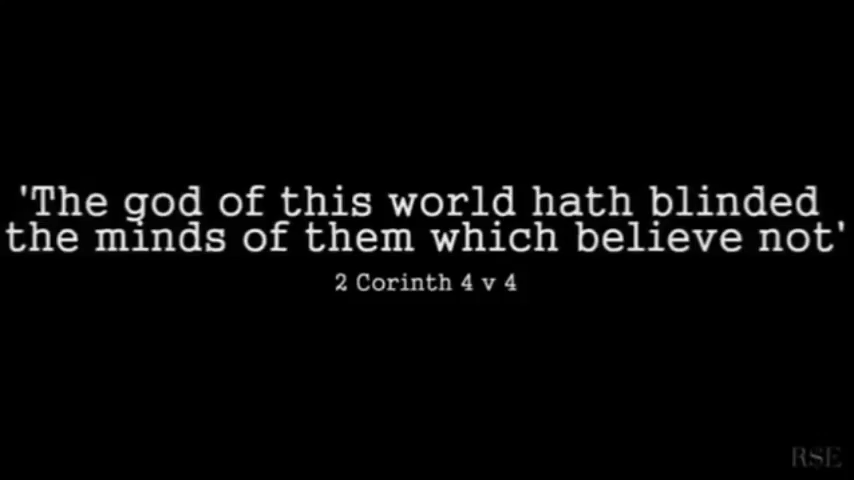 'The god of this world hath blinded
the minds of them which believe not'
2 Corinth 4 v 4
RSE